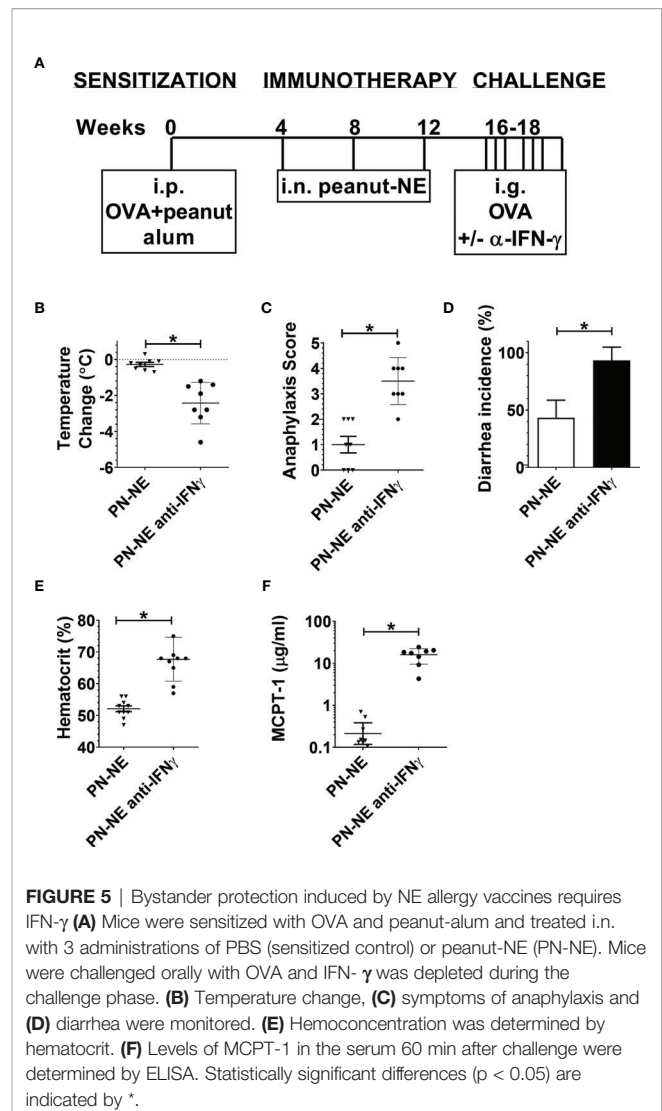 A
SENSITIZATION IMMUNOTHERAPY CHALLENGE
Weeks 0 4 8 12 16-18
i.p.
OVA+peanut
alum
i.n. peanut-NE
i.g.
OVA
+/- α-IFN-γ
B
Temperature
Change (°C)
0
-2
-4
-6
*
PN-NE
PN-NE anti-IFNγ
C
Anaphylaxis Score
5
4
3
2
1
0
*
PN-NE
PN-NE anti-IFNγ
D
Diarrhea incidence (%)
100
50
0
*
PN-NE
PN-NE anti-IFNγ
E
Hematocrit (%)
80
70
60
50
40
*
PN-NE
PN-NE anti-IFNγ
F
MCPT-1 (µg/ml)
100
10
1
0.1
*
PN-NE
PN-NE anti-IFNγ
FIGURE 5 | Bystander protection induced by NE allergy vaccines requires
IFN-γ (A) Mice were sensitized with OVA and peanut-alum and treated i.n.
with 3 administrations of PBS (sensitized control) or peanut-NE (PN-NE). Mice
were challenged orally with OVA and IFN- γ was depleted during the
challenge phase. (B) Temperature change, (C) symptoms of anaphylaxis and
(D) diarrhea were monitored. (E) Hemoconcentration was determined by
hematocrit. (F) Levels of MCPT-1 in the serum 60 min after challenge were
determined by ELISA. Statistically significant differences (p < 0.05) are
indicated by *.